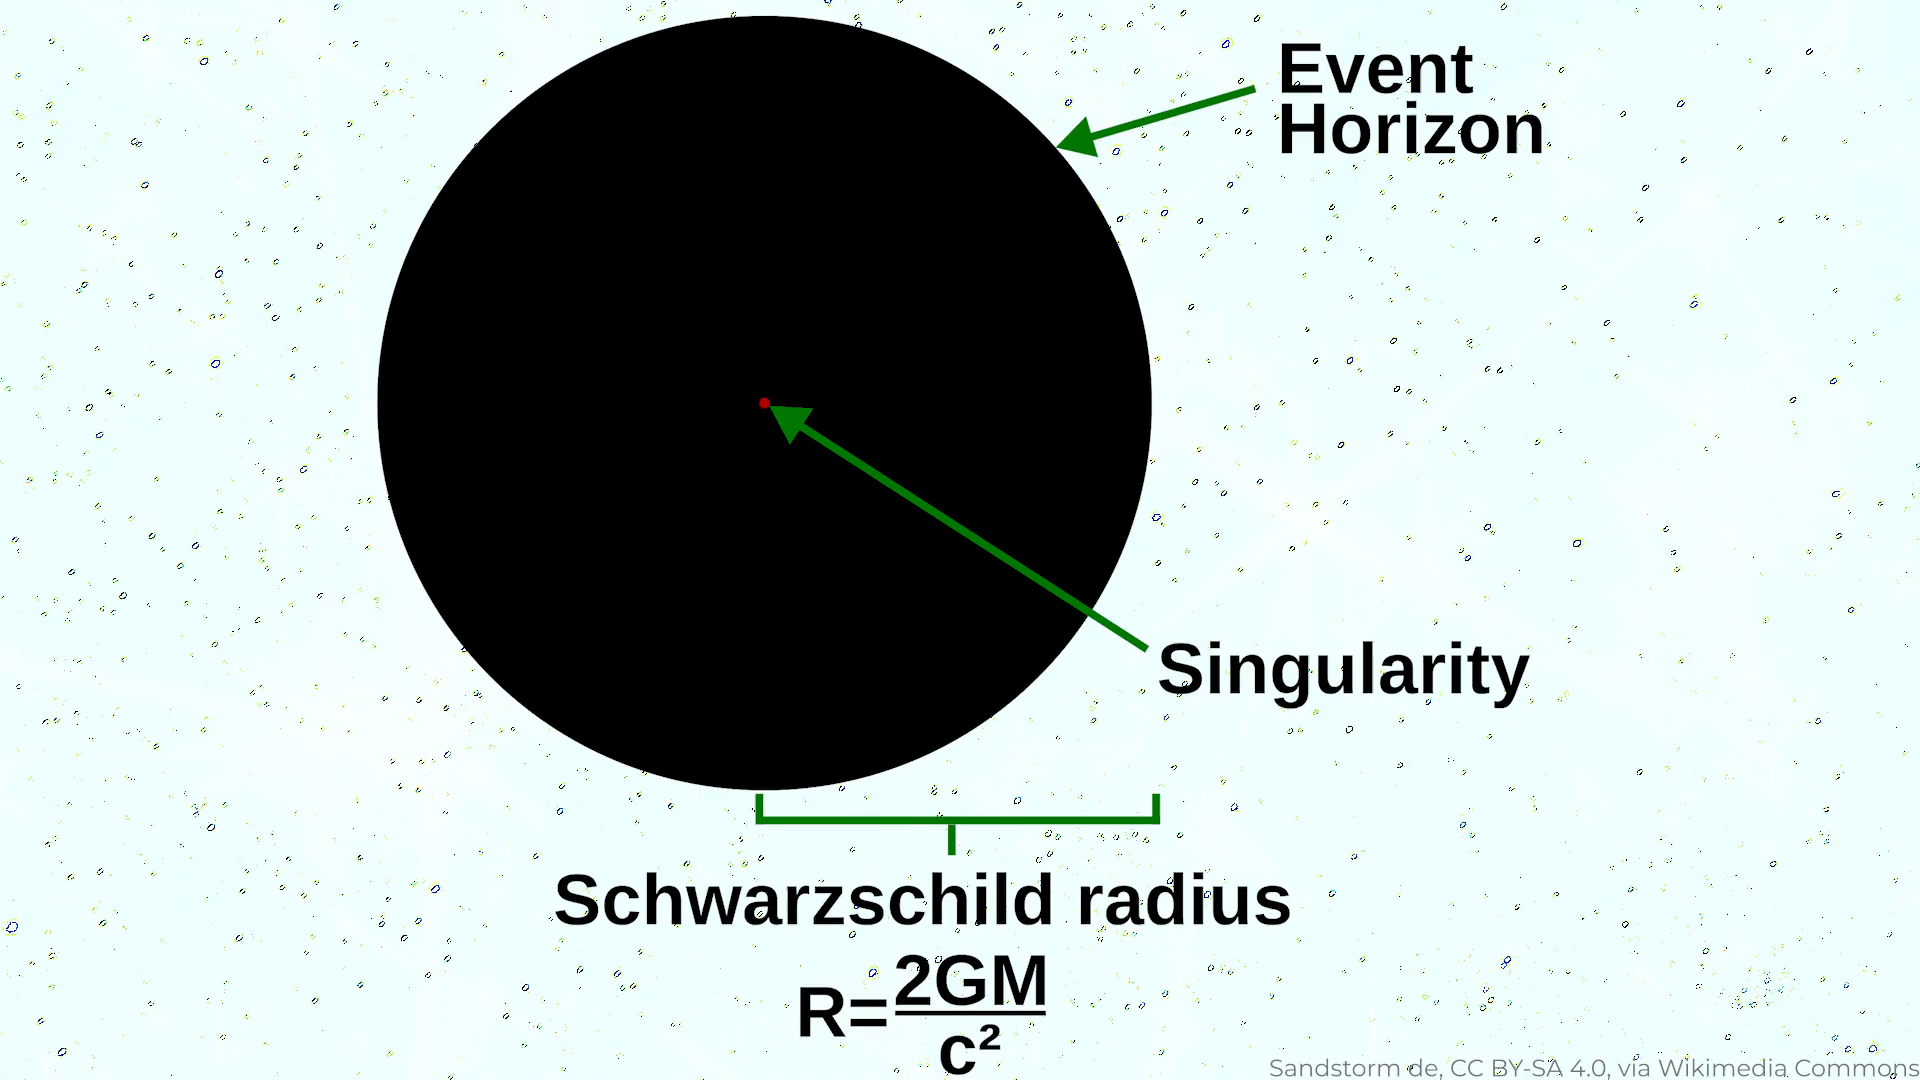 Event
Horizon
Singularity
Schwarzschild radius
R=2GM/c²
Sandstorm de, CC BY-SA 4.0, via Wikimedia Commons